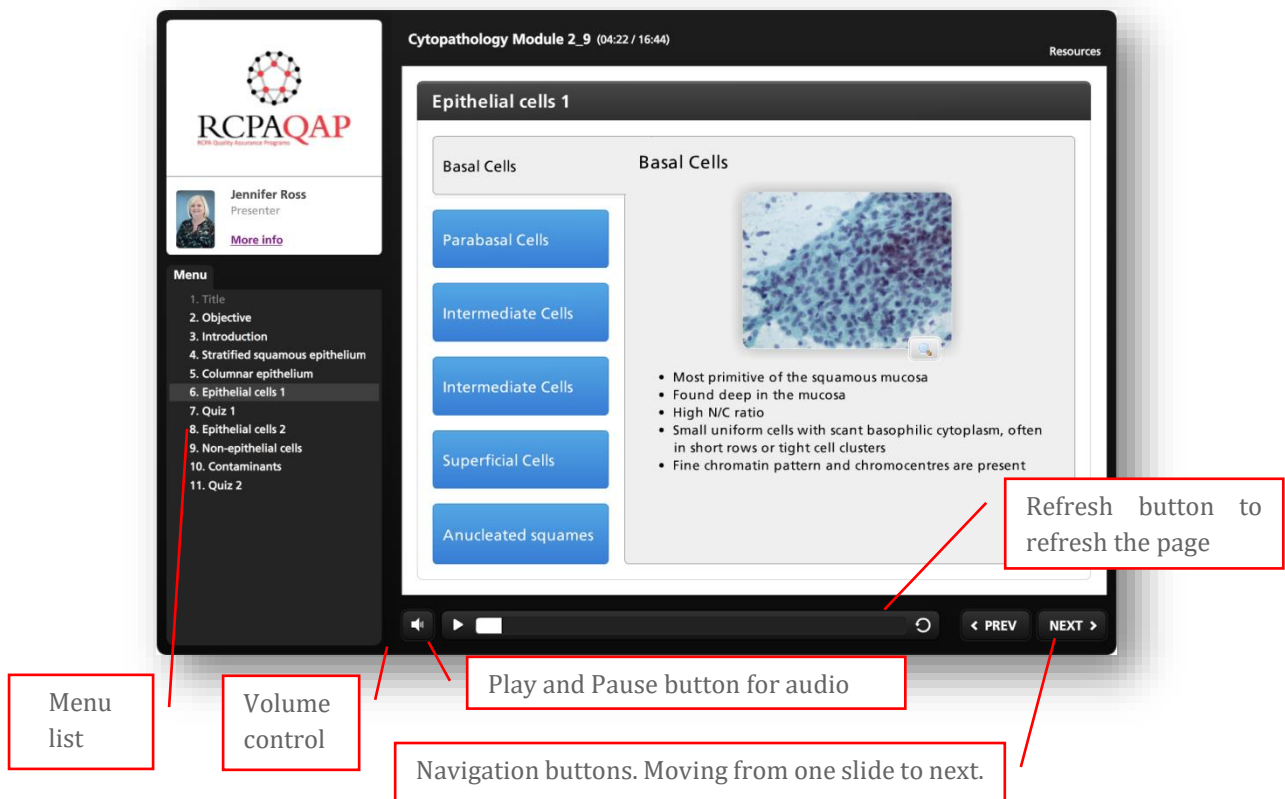 Cytopathology Module 2_9 (04:22 / 16:44)
Resources
RCPAQAP
RCPA Quality Assurance Programs
Jennifer Ross
Presenter
More info
Menu
1. Title
2. Objective
3. Introduction
4. Stratified squamous epithelium
5. Columnar epithelium
6. Epithelial cells 1
7. Quiz 1
8. Epithelial cells 2
9. Non-epithelial cells
10. Contaminants
11. Quiz 2
Epithelial cells 1
Basal Cells
Parabasal Cells
Intermediate Cells
Intermediate Cells
Superficial Cells
Anucleated squames
Basal Cells
• Most primitive of the squamous mucosa
• Found deep in the mucosa
• High N/C ratio
• Small uniform cells with scant basophilic cytoplasm, often
in short rows or tight cell clusters
• Fine chromatin pattern and chromocentres are present
Refresh button to
refresh the page
< PREV
NEXT >
Menu
list
Volume
control
Play and Pause button for audio
Navigation buttons. Moving from one slide to next.